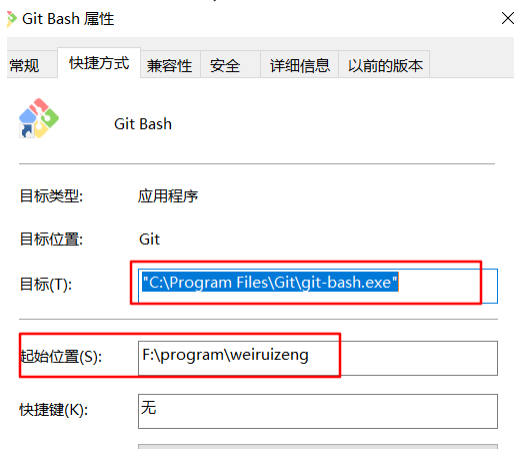 Git Bash 属性
常规 快捷方式 兼容性 安全 详细信息 以前的版本
Git Bash
目标类型: 应用程序
目标位置: Git
目标(T): "C:\Program Files\Git\git-bash.exe"
起始位置(S): F:\program\weiruizeng
快捷键(K): 无